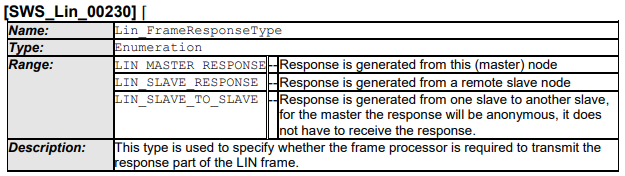 [SWS_Lin_00230] ⌈
Name: Lin_FrameResponseType
Type: Enumeration
Range: LIN_MASTER_RESPONSE -- Response is generated from this (master) node
LIN_SLAVE_RESPONSE -- Response is generated from a remote slave node
LIN_SLAVE_TO_SLAVE -- Response is generated from one slave to another slave,
for the master the response will be anonymous, it does
not have to receive the response.
Description: This type is used to specify whether the frame processor is required to transmit the
response part of the LIN frame.